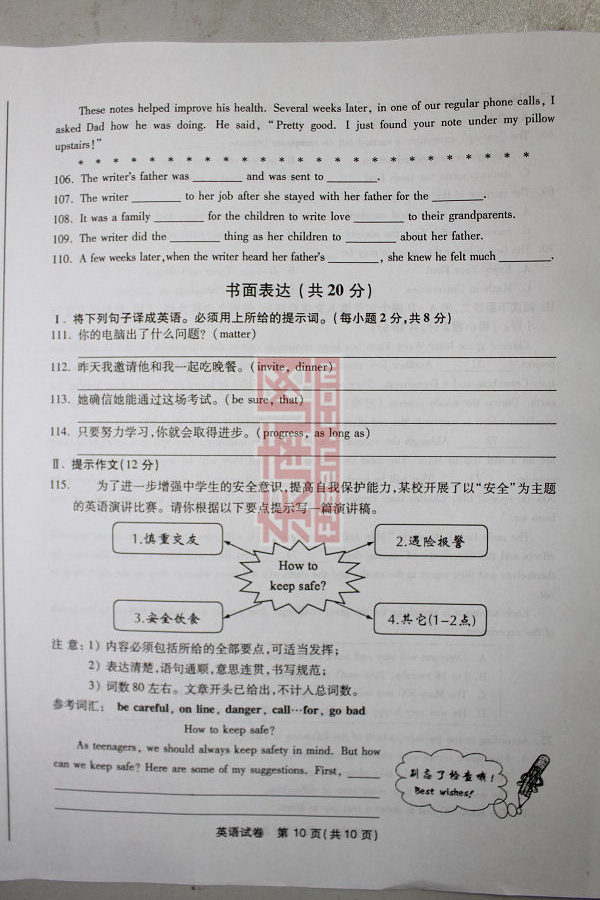 These notes helped improve his health. Several weeks later, in one of our regular phone calls, I
asked Dad how he was doing. He said, “Pretty good. I just found your note under my pillow
upstairs!”
* * * * * * * * * * * * * * * * * * * * * * * * *
106. The writer's father was ________ and was sent to ________.
107. The writer ________ to her job after she stayed with her father for the ________.
108. It was a family ________ for the children to write love ________ to their grandparents.
109. The writer did the ________ thing as her children to ________ about her father.
110. A few weeks later, when the writer heard her father's ________, she knew he felt much ________.
书面表达(共20分)
Ⅰ. 将下列句子译成英语。必须用上所给的提示词。(每小题2分,共8分)
111. 你的电脑出了什么问题? (matter)
112. 昨天我邀请他和我一起吃晚餐。(invite, dinner)
113. 她确信她能通过这场考试。(be sure, that)
114. 只要努力学习,你就会取得进步。(progress, as long as)
Ⅱ. 提示作文(12分)
115. 为了进一步增强中学生的安全意识,提高自我保护能力,某校开展了以“安全”为主题
的英语演讲比赛。请你根据以下要点提示写一篇演讲稿。
1.慎重交友
2.遇险报警
How to
keep safe?
3.安全饮食
4.其它(1-2点)
注意: 1) 内容必须包括所给的全部要点,可适当发挥;
2) 表达清楚,语句通顺,意思连贯,书写规范;
3) 词数80左右。文章开头已给出,不计入总词数。
参考词汇: be careful, on line, danger, call…for, go bad
How to keep safe?
As teenagers, we should always keep safety in mind. But how
can we keep safe? Here are some of my suggestions. First, ______
别忘了检查哦!
Best wishes!
英语试卷 第10页(共10页)
东南网